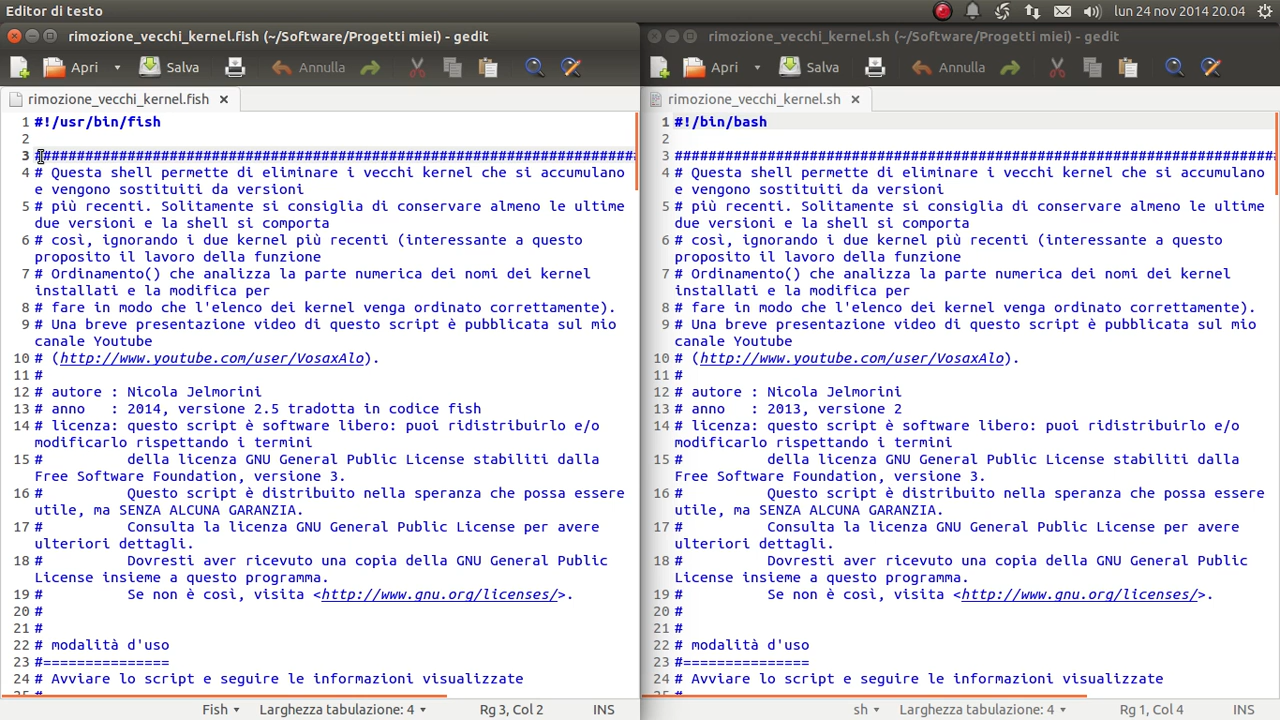 Editor di testo
lun 24 nov 2014 20.04
rimozione_vecchi_kernel.fish (~/Software/Progetti miei) - gedit
Apri Salva Annulla
rimozione_vecchi_kernel.fish
1 #!/usr/bin/fish
2
3 ########################################################################
4 # Questa shell permette di eliminare i vecchi kernel che si accumulano
e vengono sostituiti da versioni
5 # più recenti. Solitamente si consiglia di conservare almeno le ultime
due versioni e la shell si comporta
6 # così, ignorando i due kernel più recenti (interessante a questo
proposito il lavoro della funzione
7 # Ordinamento() che analizza la parte numerica dei nomi dei kernel
installati e la modifica per
8 # fare in modo che l'elenco dei kernel venga ordinato correttamente).
9 # Una breve presentazione video di questo script è pubblicata sul mio
canale Youtube
10 # (http://www.youtube.com/user/VosaxAlo).
11 #
12 # autore : Nicola Jelmorini
13 # anno   : 2014, versione 2.5 tradotta in codice fish
14 # licenza: questo script è software libero: puoi ridistribuirlo e/o
modificarlo rispettando i termini
15 #          della licenza GNU General Public License stabiliti dalla
Free Software Foundation, versione 3.
16 #          Questo script è distribuito nella speranza che possa essere
utile, ma SENZA ALCUNA GARANZIA.
17 #          Consulta la licenza GNU General Public License per avere
ulteriori dettagli.
18 #          Dovresti aver ricevuto una copia della GNU General Public
License insieme a questo programma.
19 #          Se non è così, visita <http://www.gnu.org/licenses/>.
20 #
21 #
22 # modalità d'uso
23 #===============
24 # Avviare lo script e seguire le informazioni visualizzate
25 #
Fish Larghezza tabulazione: 4 Rg 3, Col 2 INS
rimozione_vecchi_kernel.sh (~/Software/Progetti miei) - gedit
Apri Salva Annulla
rimozione_vecchi_kernel.sh
1 #!/bin/bash
2
3 ########################################################################
4 # Questa shell permette di eliminare i vecchi kernel che si accumulano
e vengono sostituiti da versioni
5 # più recenti. Solitamente si consiglia di conservare almeno le ultime
due versioni e la shell si comporta
6 # così, ignorando i due kernel più recenti (interessante a questo
proposito il lavoro della funzione
7 # Ordinamento() che analizza la parte numerica dei nomi dei kernel
installati e la modifica per
8 # fare in modo che l'elenco dei kernel venga ordinato correttamente).
9 # Una breve presentazione video di questo script è pubblicata sul mio
canale Youtube
10 # (http://www.youtube.com/user/VosaxAlo).
11 #
12 # autore : Nicola Jelmorini
13 # anno   : 2013, versione 2
14 # licenza: questo script è software libero: puoi ridistribuirlo e/o
modificarlo rispettando i termini
15 #          della licenza GNU General Public License stabiliti dalla
Free Software Foundation, versione 3.
16 #          Questo script è distribuito nella speranza che possa essere
utile, ma SENZA ALCUNA GARANZIA.
17 #          Consulta la licenza GNU General Public License per avere
ulteriori dettagli.
18 #          Dovresti aver ricevuto una copia della GNU General Public
License insieme a questo programma.
19 #          Se non è così, visita <http://www.gnu.org/licenses/>.
20 #
21 #
22 # modalità d'uso
23 #===============
24 # Avviare lo script e seguire le informazioni visualizzate
25 #
sh Larghezza tabulazione: 4 Rg 1, Col 4 INS